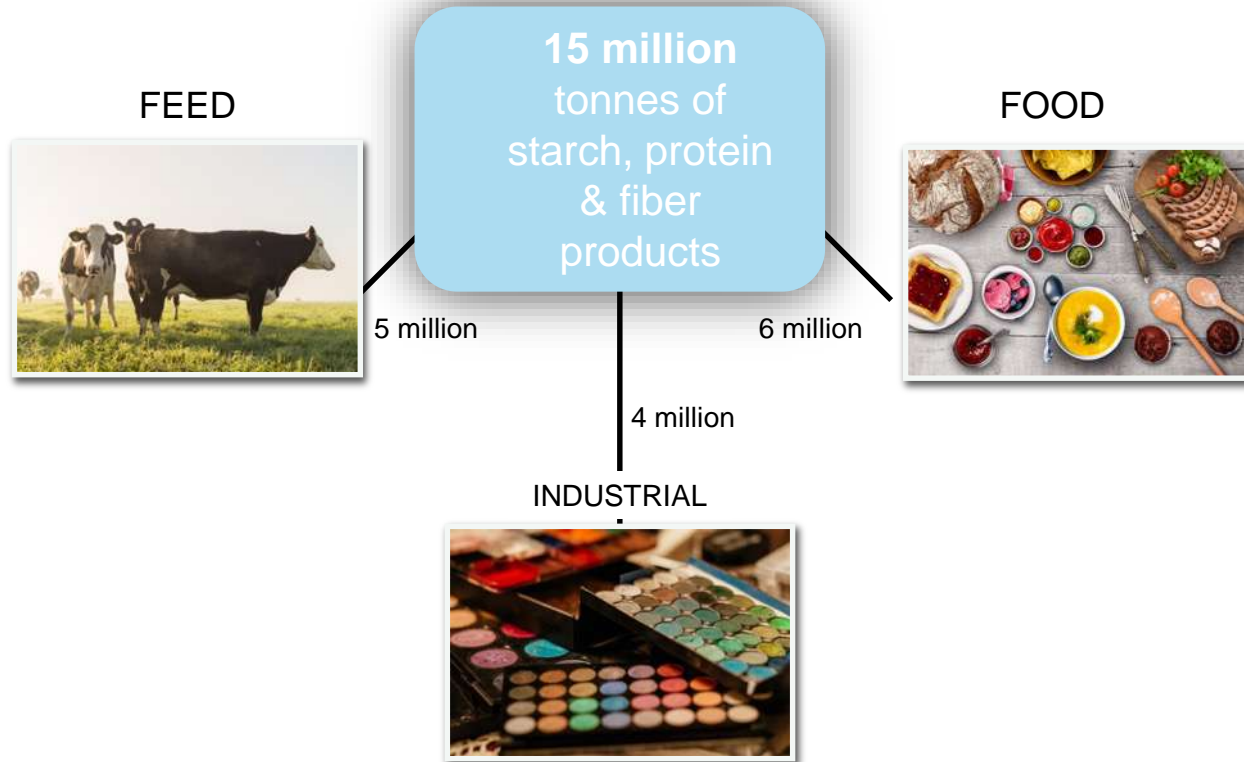 15 million
tonnes of
starch, protein
& fiber
products
FEED
FOOD
5 million
6 million
4 million
INDUSTRIAL